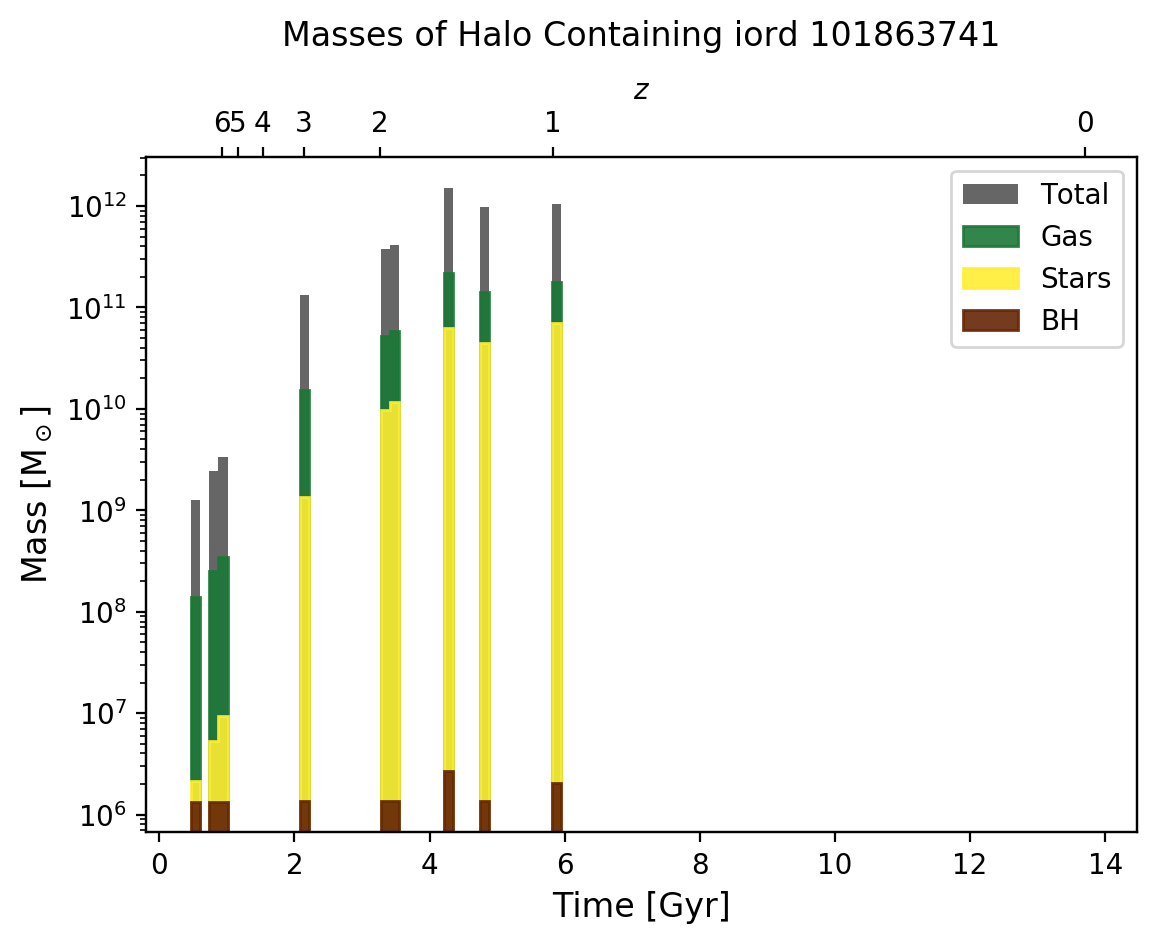 Masses of Halo Containing iord 101863741
z
6 5 4 3 2 1 0
Total
Gas
Stars
BH
10^12
10^11
10^10
10^9
10^8
10^7
10^6
Mass [M⊙]
0 2 4 6 8 10 12 14
Time [Gyr]